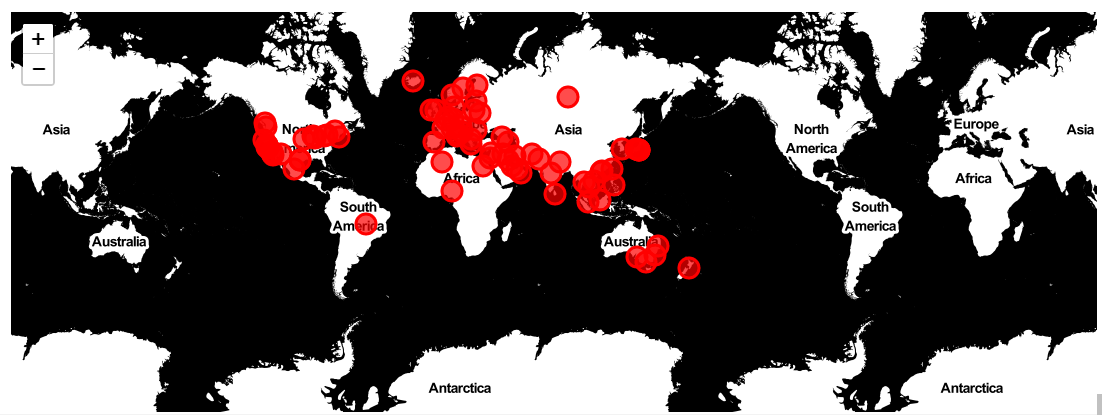 +
−
Asia
North
America
Asia
North
America
Europe
Asia
Africa
Africa
South
America
South
America
Australia
Australia
Antarctica
Antarctica